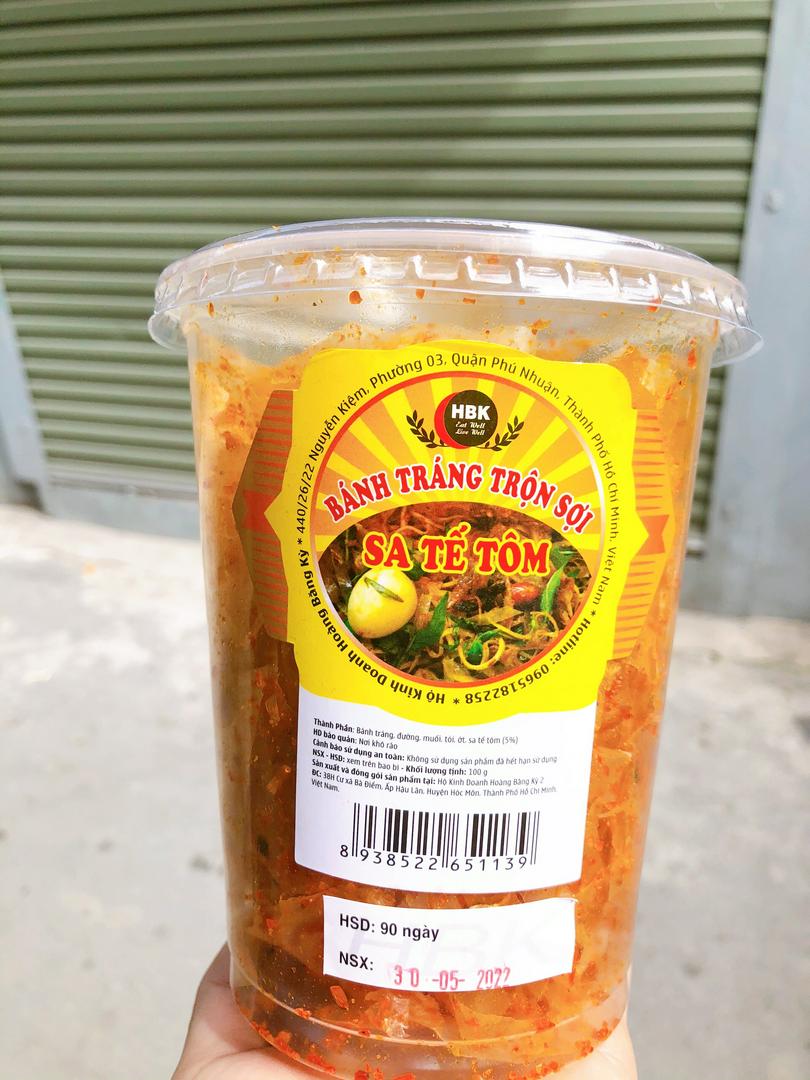 * 440/26/22 Nguyễn Kiệm, Phường 03, Quận Phú Nhuận, Thành Phố Hồ Chí Minh, Việt Nam *
HBK
Eat Well
Live Well
BÁNH TRÁNG TRỘN SỢI
SA TẾ TÔM
Hộ Kinh Doanh Hoàng Băng Kỳ
* Hotline: 0965182258 *
Thành Phần: Bánh tráng, đường, muối, tỏi, ớt, sa tế tôm (5%)
HD bảo quản: Nơi khô ráo
Cảnh báo sử dụng an toàn: Không sử dụng sản phẩm đã hết hạn sử dụng
NSX - HSD: xem trên bao bì - Khối lượng tịnh: 100 g
Sản xuất và đóng gói sản phẩm tại: Hộ Kinh Doanh Hoàng Băng Kỳ 2
ĐC: 38H Cư xá Bà Điểm, Ấp Hậu Lân, Huyện Hóc Môn, Thành Phố Hồ Chí Minh,
Việt Nam.
8 938522 651139
HSD: 90 ngày
NSX: 30 -05- 2022